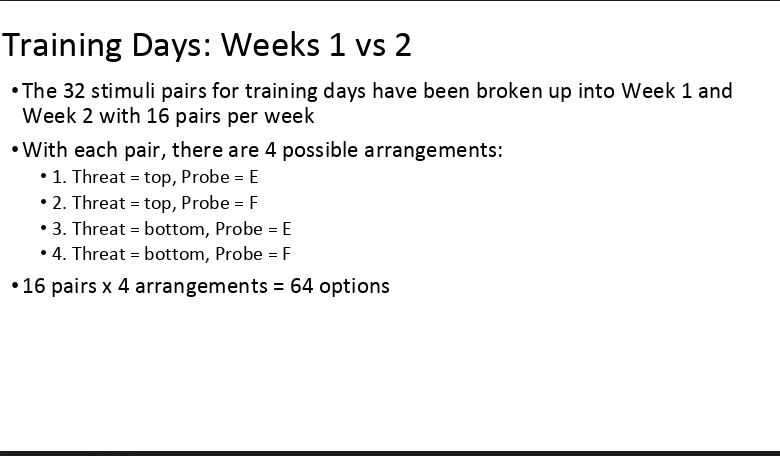 Training Days: Weeks 1 vs 2
•The 32 stimuli pairs for training days have been broken up into Week 1 and
Week 2 with 16 pairs per week
•With each pair, there are 4 possible arrangements:
• 1. Threat = top, Probe = E
• 2. Threat = top, Probe = F
• 3. Threat = bottom, Probe = E
• 4. Threat = bottom, Probe = F
•16 pairs x 4 arrangements = 64 options